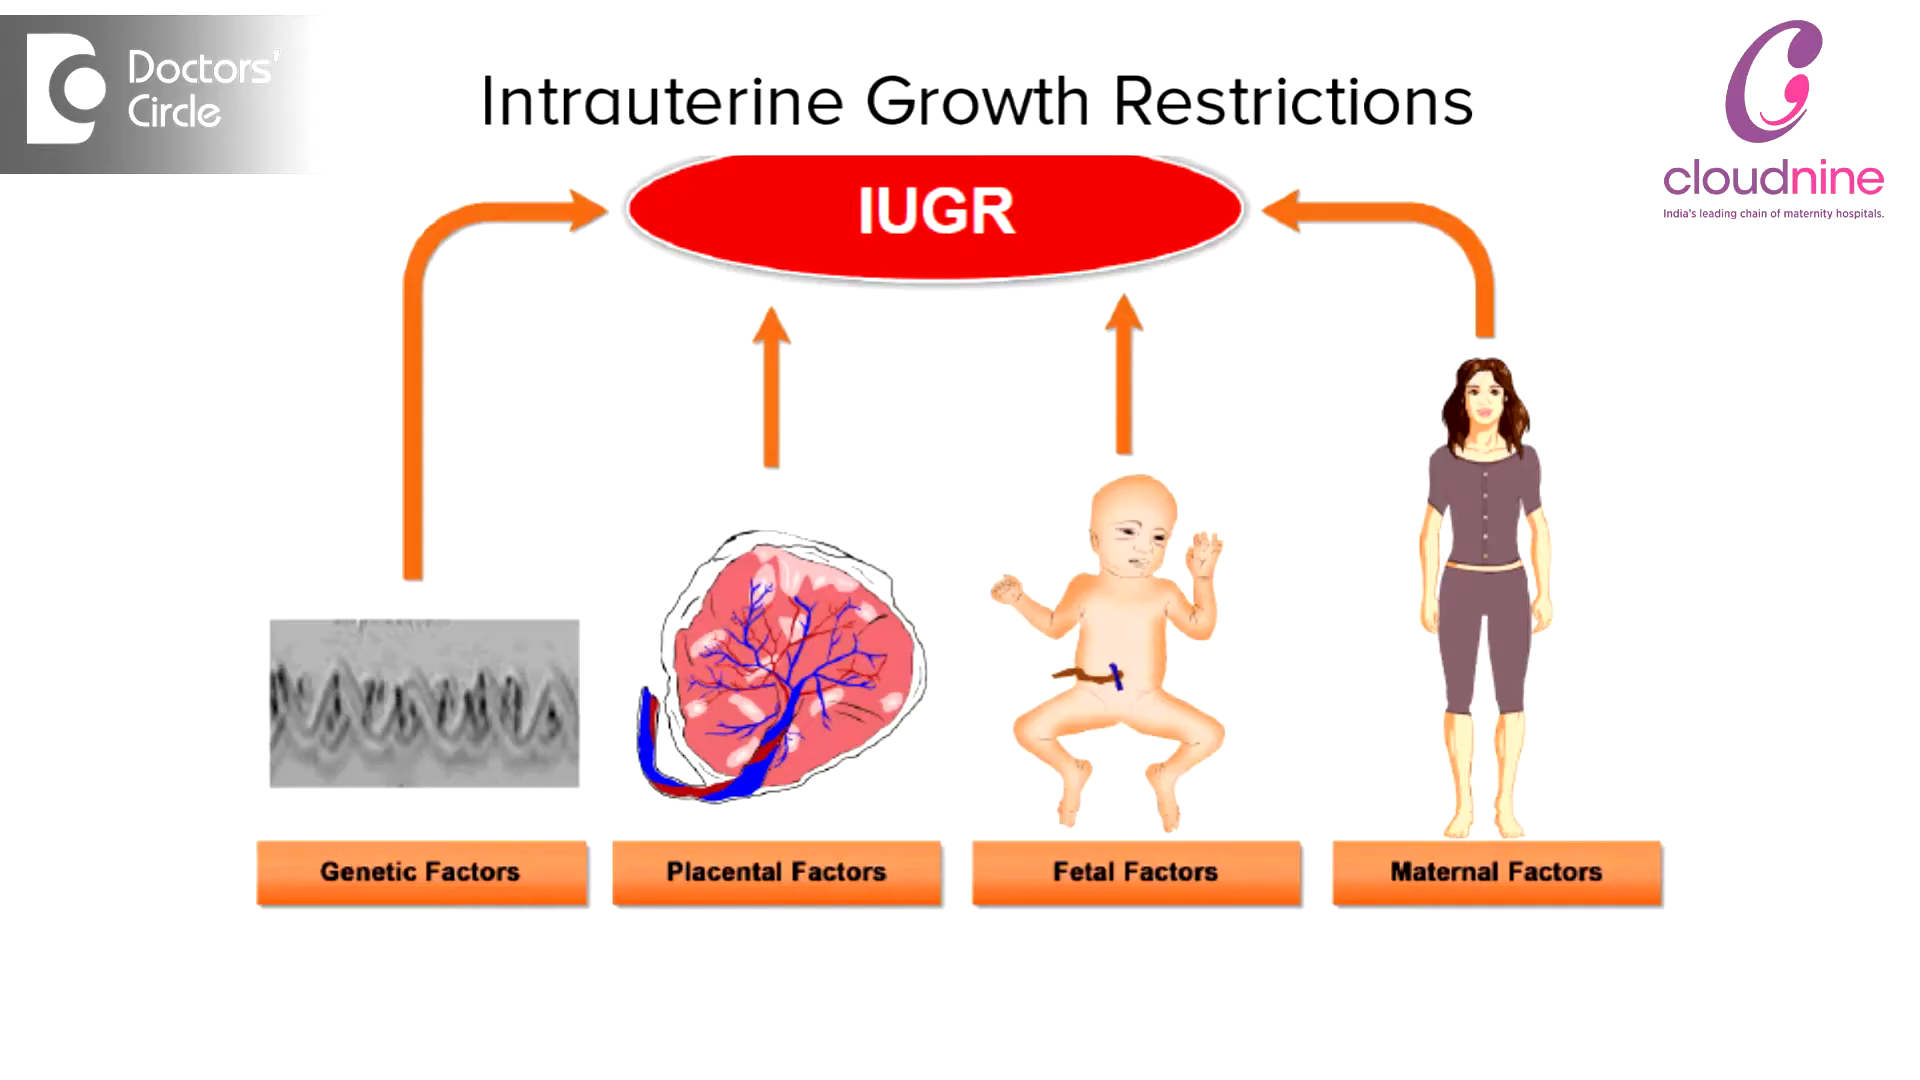 Doctors'
Circle
Intrauterine Growth Restrictions
cloudnine
India's leading chain of maternity hospitals.
IUGR
Genetic Factors
Placental Factors
Fetal Factors
Maternal Factors